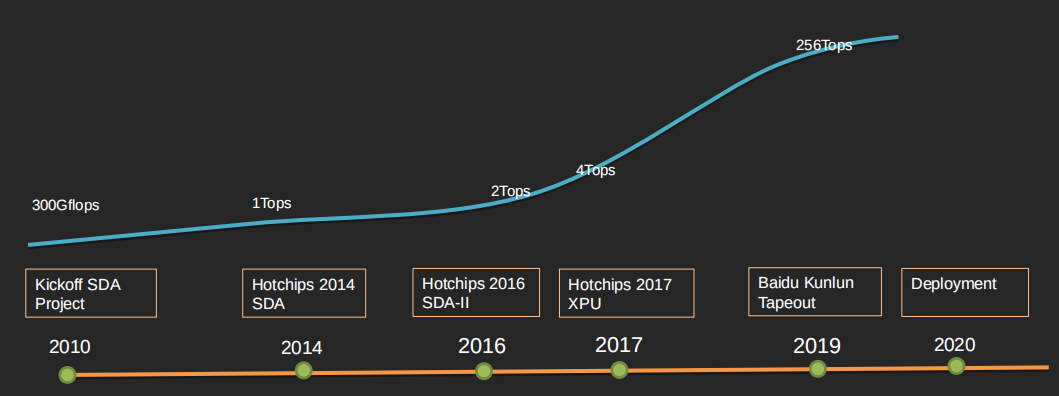 256Tops
4Tops
2Tops
1Tops
300Gflops
Kickoff SDA
Project
Hotchips 2014
SDA
Hotchips 2016
SDA-II
Hotchips 2017
XPU
Baidu Kunlun
Tapeout
Deployment
2010
2014
2016
2017
2019
2020